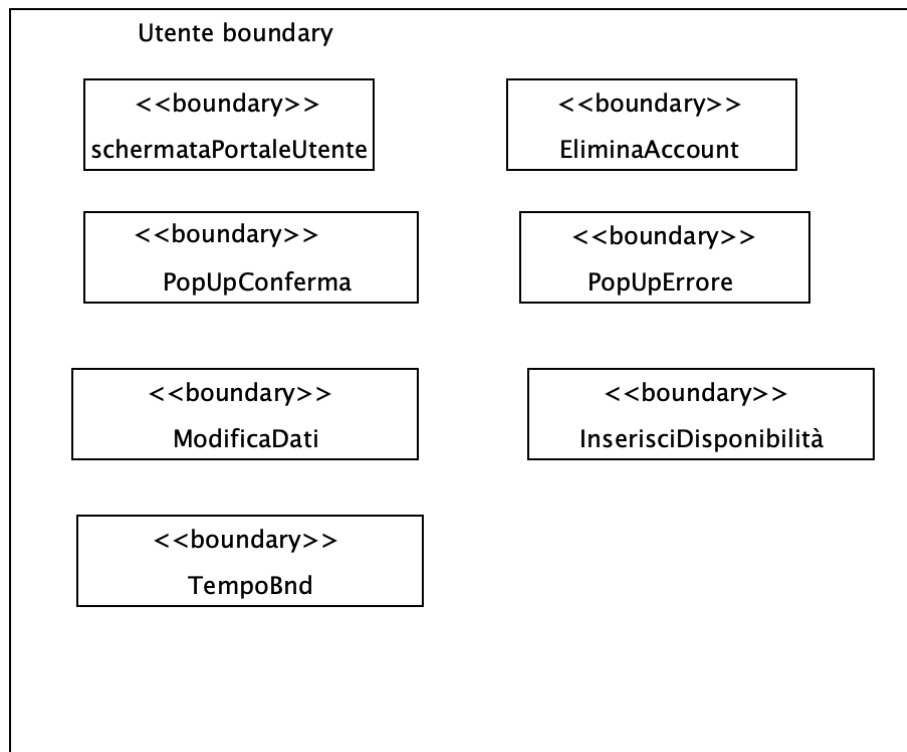 Utente boundary
<<boundary>>
schermataPortaleUtente
<<boundary>>
EliminaAccount
<<boundary>>
PopUpConferma
<<boundary>>
PopUpErrore
<<boundary>>
ModificaDati
<<boundary>>
InserisciDisponibilità
<<boundary>>
TempoBnd